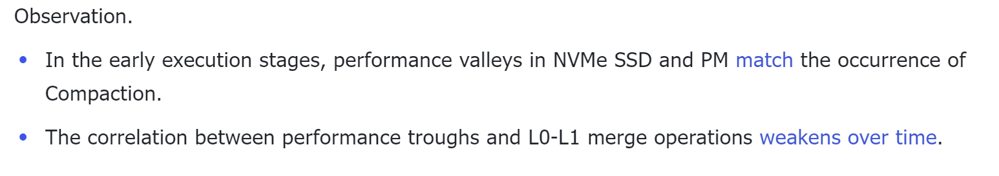 Observation.
• In the early execution stages, performance valleys in NVMe SSD and PM match the occurrence of
Compaction.
• The correlation between performance troughs and L0-L1 merge operations weakens over time.